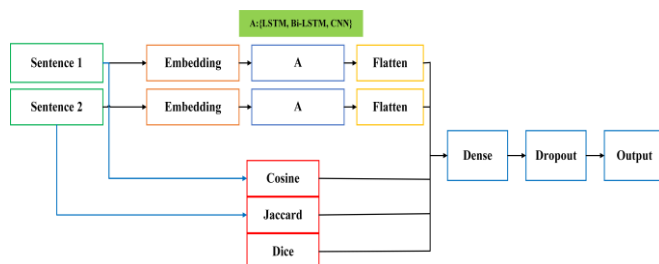 A:{LSTM, Bi-LSTM, CNN}
Sentence 1
Embedding
A
Flatten
Sentence 2
Embedding
A
Flatten
Dense
Dropout
Output
Cosine
Jaccard
Dice